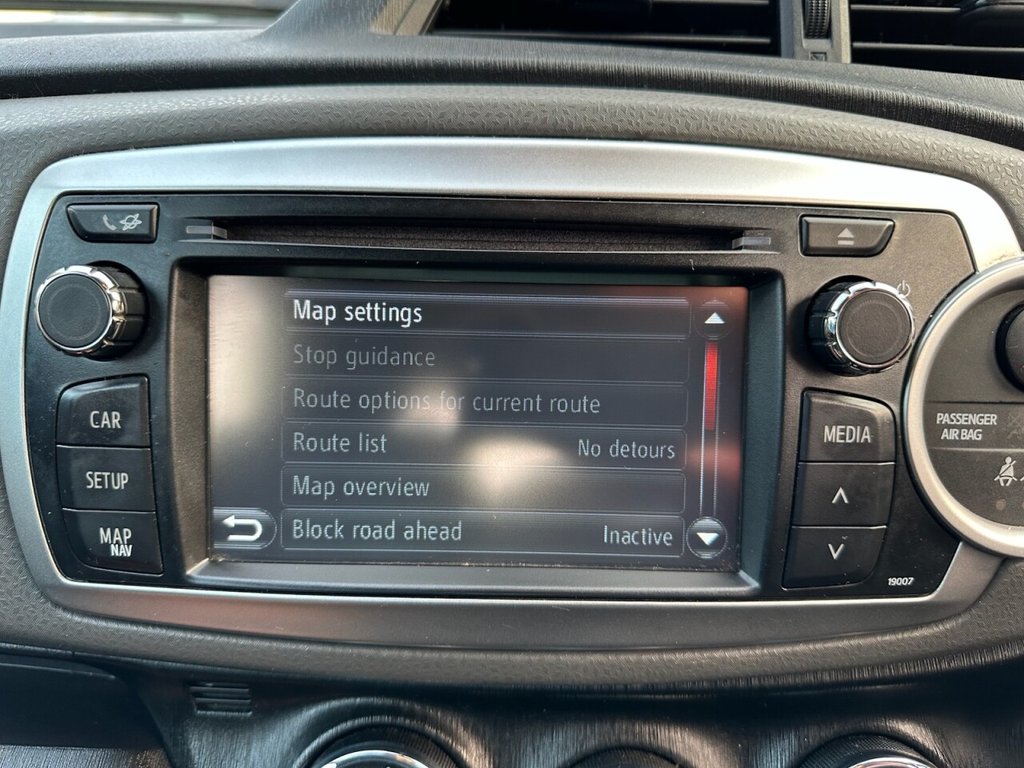 Map settings
Stop guidance
Route options for current route
Route list No detours
Map overview
Block road ahead Inactive
CAR
SETUP
MAP
NAV
MEDIA
19007
PASSENGER
AIR BAG